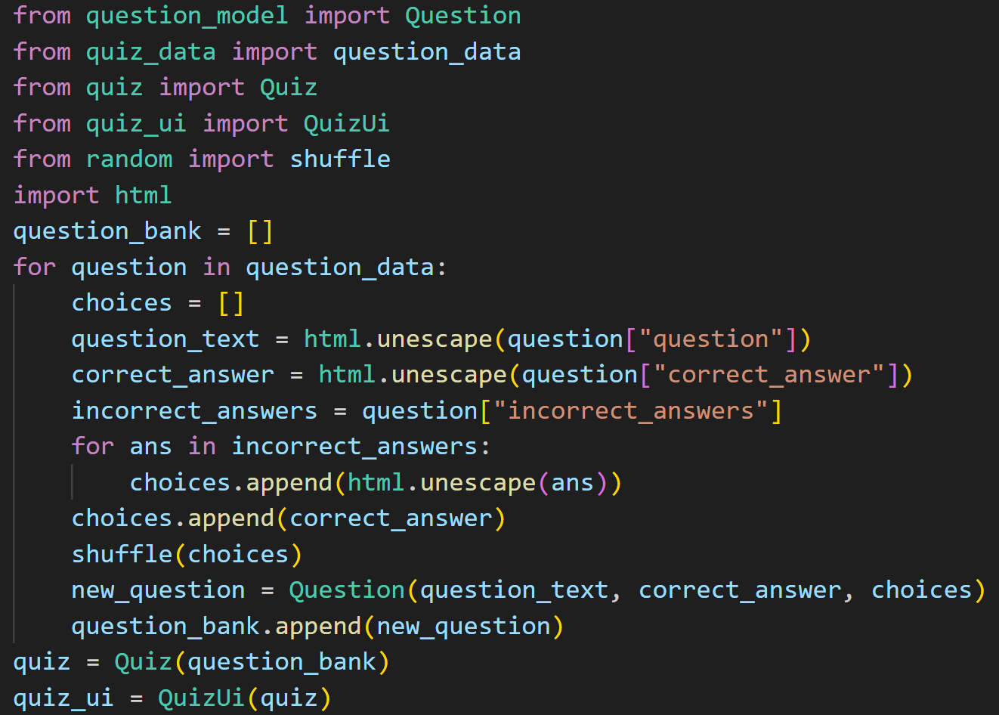 from question_model import Question
from quiz_data import question_data
from quiz import Quiz
from quiz_ui import QuizUi
from random import shuffle
import html
question_bank = []
for question in question_data:
    choices = []
    question_text = html.unescape(question["question"])
    correct_answer = html.unescape(question["correct_answer"])
    incorrect_answers = question["incorrect_answers"]
    for ans in incorrect_answers:
        choices.append(html.unescape(ans))
    choices.append(correct_answer)
    shuffle(choices)
    new_question = Question(question_text, correct_answer, choices)
    question_bank.append(new_question)
quiz = Quiz(question_bank)
quiz_ui = QuizUi(quiz)